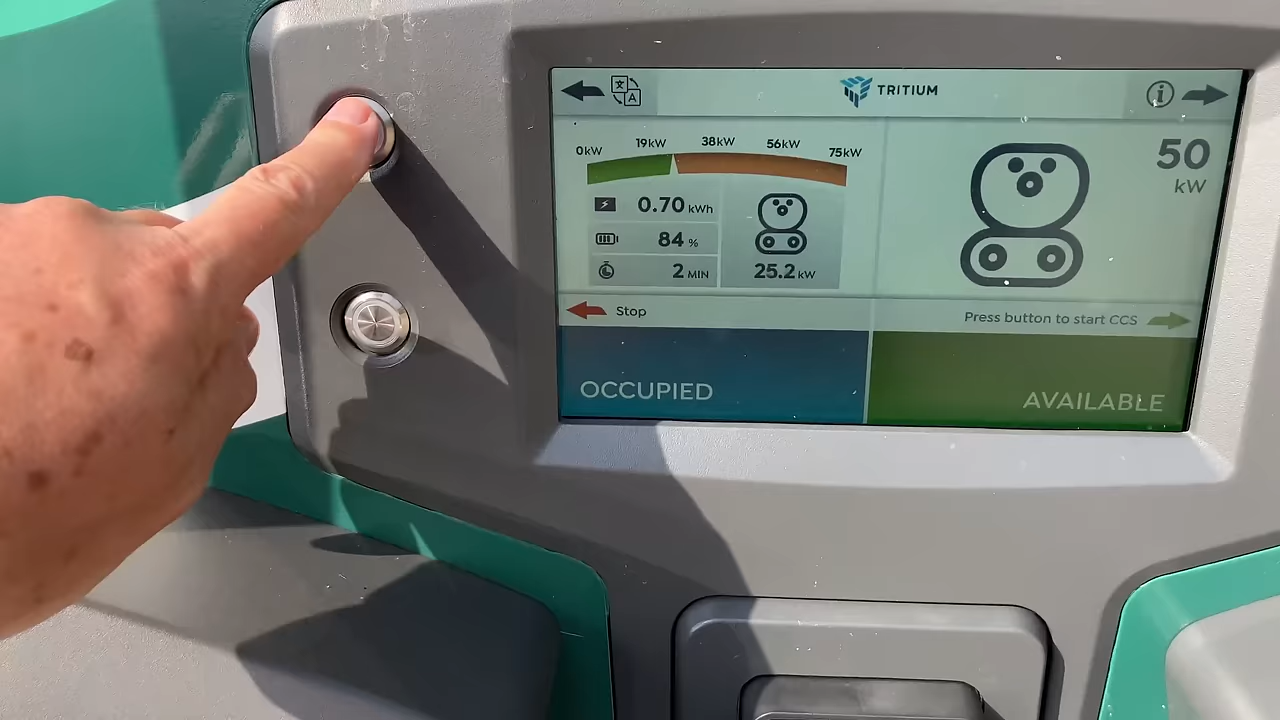 文 A
TRITIUM
i
0kW 19kW 38kW 56kW 75kW
0.70 kWh
84 %
2 MIN
25.2 kW
50
kW
Stop
Press button to start CCS
OCCUPIED
AVAILABLE